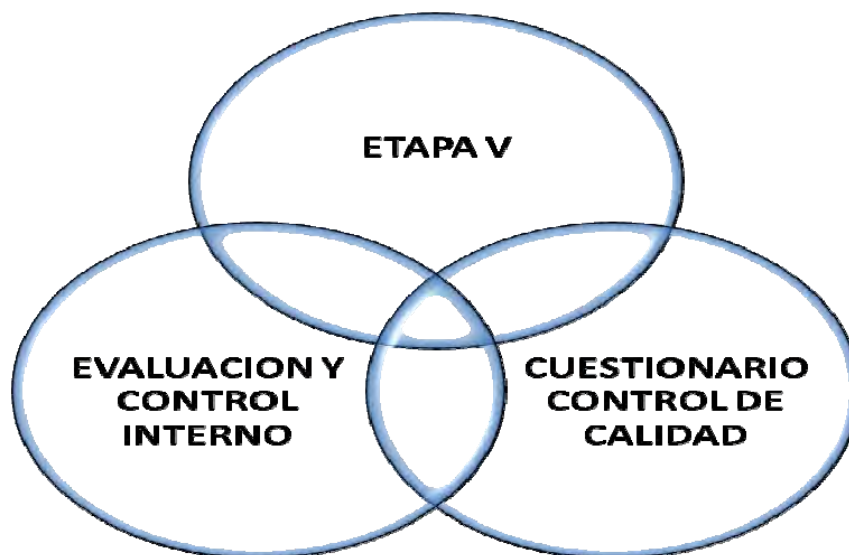 ETAPA V
EVALUACION Y
CONTROL
INTERNO
CUESTIONARIO
CONTROL DE
CALIDAD